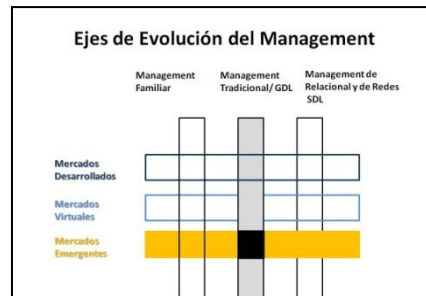 Ejes de Evolución del Management
Management
Familiar
Management
Tradicional/ GDL
Management de
Relacional y de Redes
SDL
Mercados
Desarrollados
Mercados
Virtuales
Mercados
Emergentes